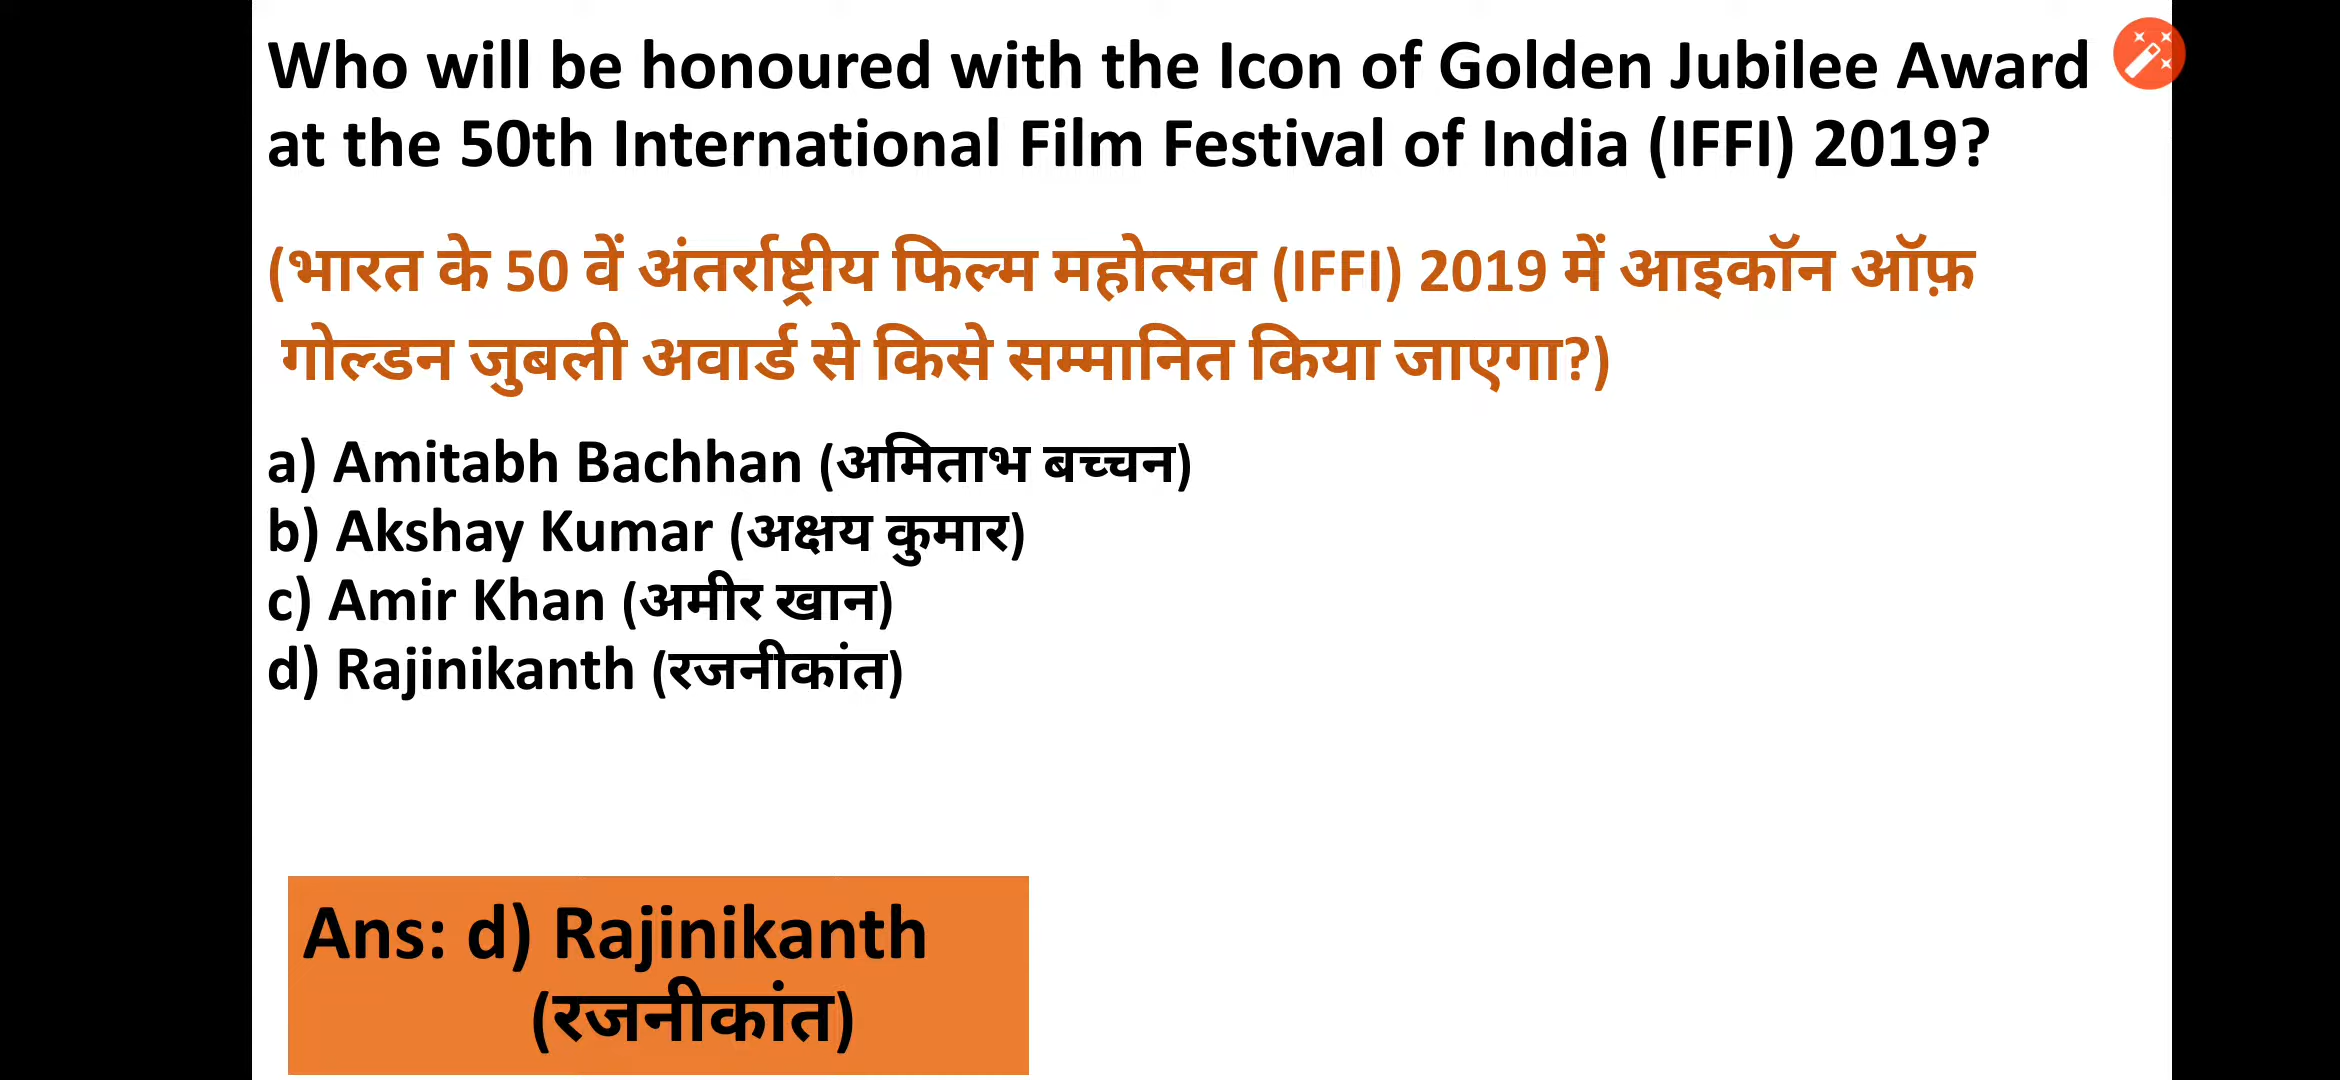 Who will be honoured with the Icon of Golden Jubilee Award
at the 50th International Film Festival of India (IFFI) 2019?
(भारत के 50 वें अंतर्राष्ट्रीय फिल्म महोत्सव (IFFI) 2019 में आइकॉन ऑफ़
गोल्डन जुबली अवार्ड से किसे सम्मानित किया जाएगा?)
a) Amitabh Bachhan (अमिताभ बच्चन)
b) Akshay Kumar (अक्षय कुमार)
c) Amir Khan (अमीर खान)
d) Rajinikanth (रजनीकांत)
Ans: d) Rajinikanth
(रजनीकांत)